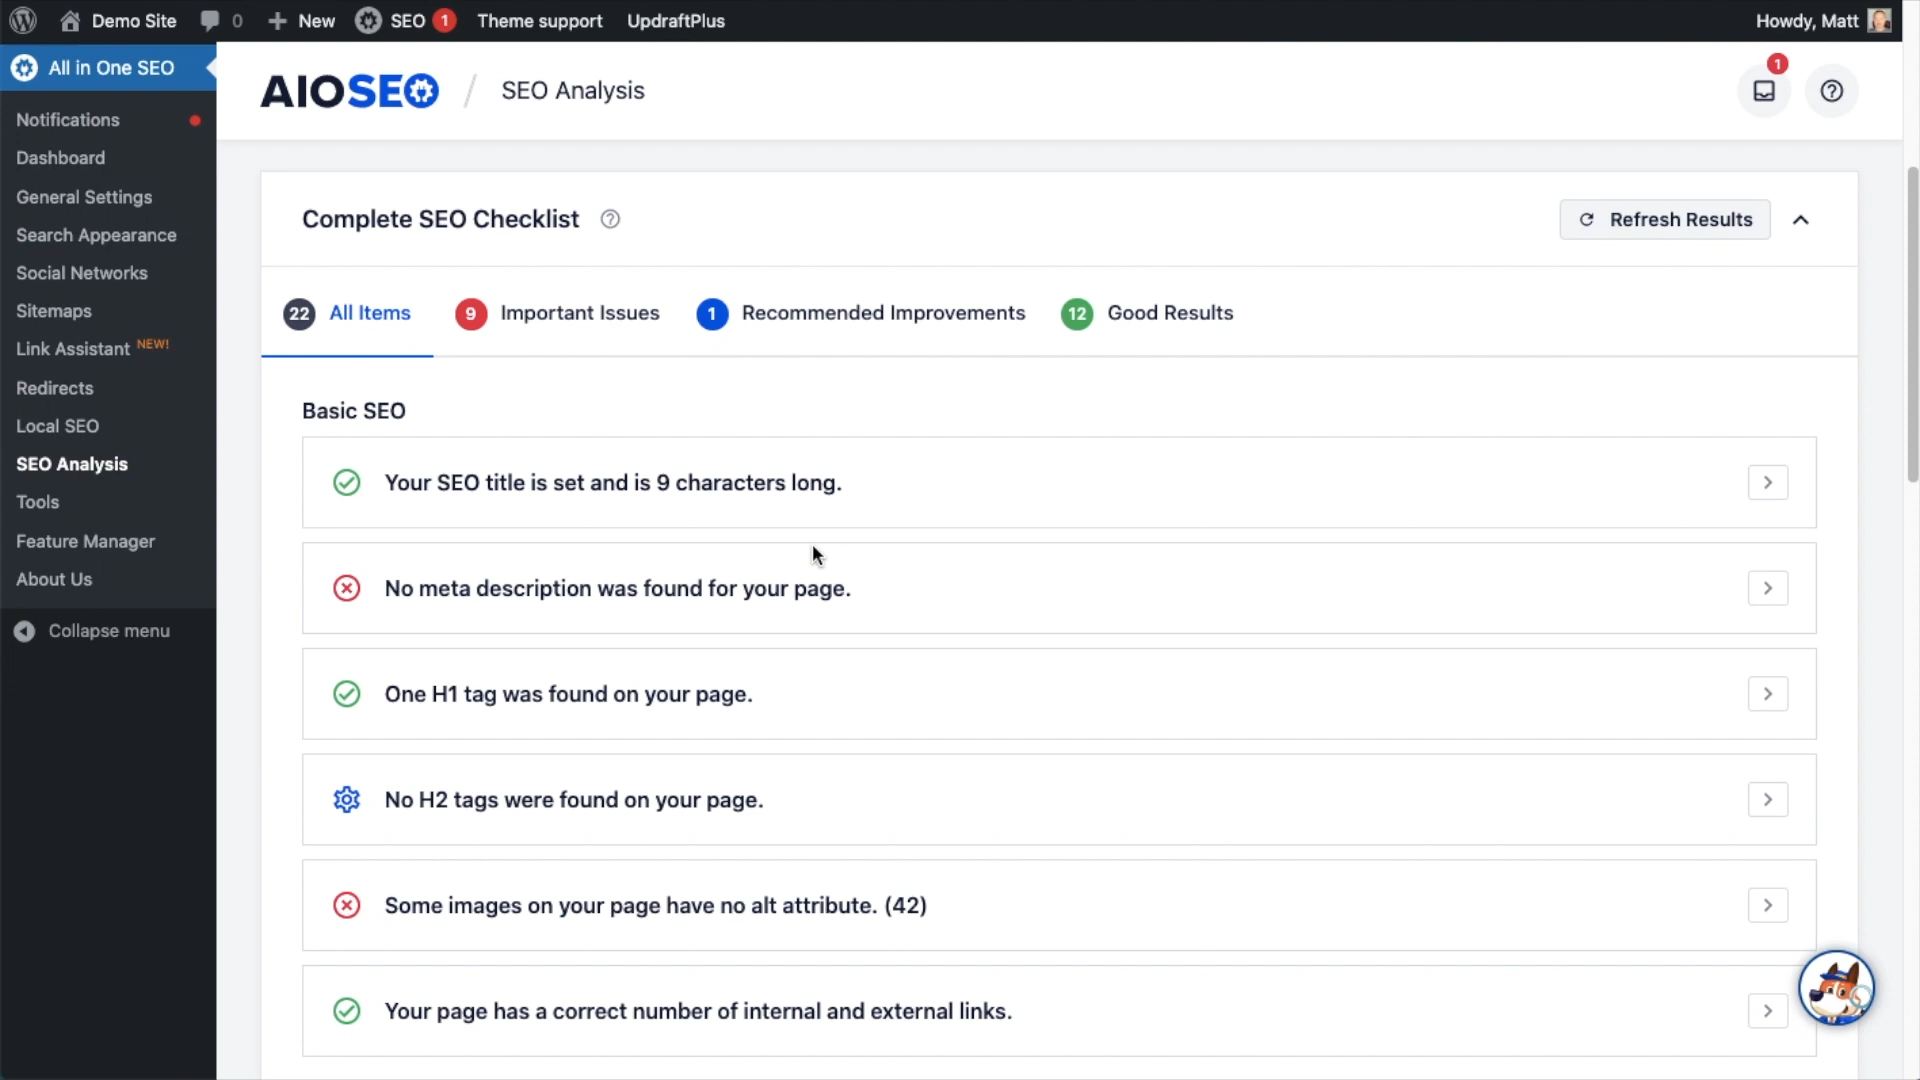 Demo Site 0 New SEO 1 Theme support UpdraftPlus Howdy, Matt
All in One SEO
Notifications
Dashboard
General Settings
Search Appearance
Social Networks
Sitemaps
Link Assistant NEW!
Redirects
Local SEO
SEO Analysis
Tools
Feature Manager
About Us
Collapse menu
AIOSEO / SEO Analysis
1
Complete SEO Checklist
Refresh Results
22 All Items 9 Important Issues 1 Recommended Improvements 12 Good Results
Basic SEO
Your SEO title is set and is 9 characters long.
No meta description was found for your page.
One H1 tag was found on your page.
No H2 tags were found on your page.
Some images on your page have no alt attribute. (42)
Your page has a correct number of internal and external links.